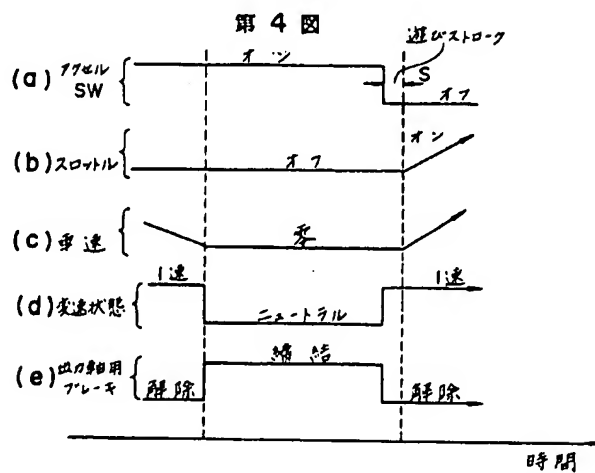 第4図
遊びストローク
(a) アクセル
SW
オン
S
オフ
(b) スロットル
オフ
オン
(c)車速
零
(d) 変速状態
1速
ニュートラル
1速
(e) 出力軸用
ブレーキ
解除
締結
解除
時間